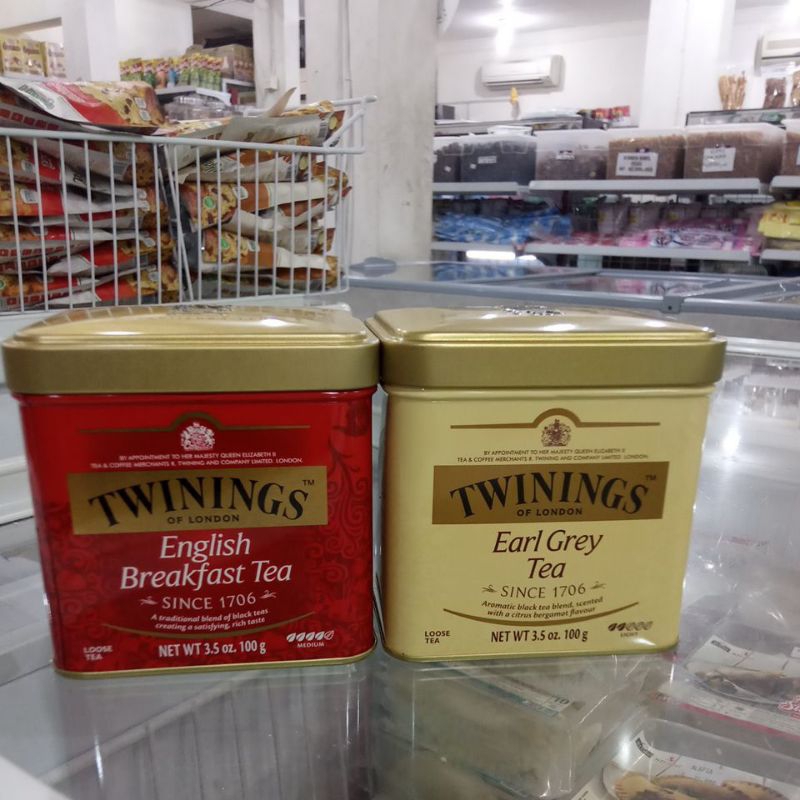 BY APPOINTMENT TO HER MAJESTY QUEEN ELIZABETH II
TEA & COFFEE MERCHANTS R. TWINING AND COMPANY LIMITED. LONDON.
TWININGS™
OF LONDON
English
Breakfast Tea
SINCE 1706
A traditional blend of black teas
creating a satisfying, rich taste
LOOSE
TEA
NET WT 3.5 oz. 100 g
MEDIUM
BY APPOINTMENT TO HER MAJESTY QUEEN ELIZABETH II
TEA & COFFEE MERCHANTS R. TWINING AND COMPANY LIMITED. LONDON.
TWININGS™
OF LONDON
Earl Grey
Tea
SINCE 1706
Aromatic black tea blend, scented
with a citrus bergamot flavour
LOOSE
TEA
NET WT 3.5 oz. 100 g
LIGHT